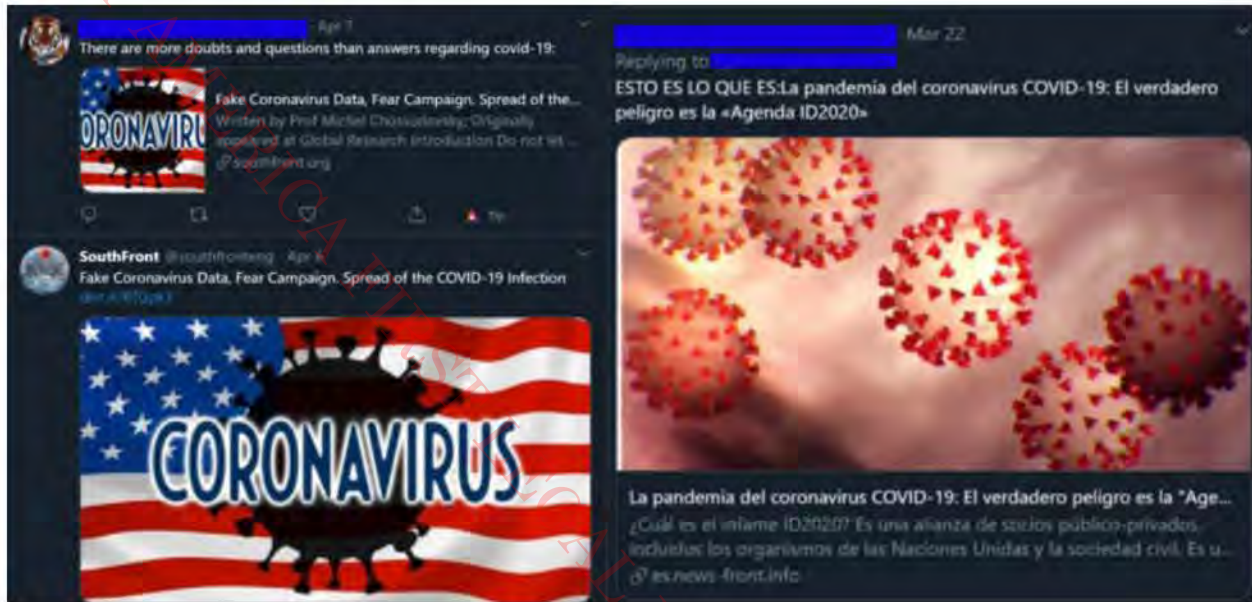 Apr 7
There are more doubts and questions than answers regarding covid-19:
ORONAVIRU
Fake Coronavirus Data, Fear Campaign. Spread of the...
Written by Prof Michel Chossudovsky; Originally
appeared at Global Research Introduction Do not let ...
southfront.org
Tip
SouthFront @southfronteng Apr 6
Fake Coronavirus Data, Fear Campaign. Spread of the COVID-19 Infection
CORONAVIRUS
Mar 22
Replying to
ESTO ES LO QUE ES:La pandemia del coronavirus COVID-19: El verdadero
peligro es la «Agenda ID2020»
La pandemia del coronavirus COVID-19: El verdadero peligro es la "Age...
¿Cuál es el infame ID2020? Es una alianza de socios público-privados,
incluidas los organismos de las Naciones Unidas y la sociedad civil. Es u...
es.news-front.info